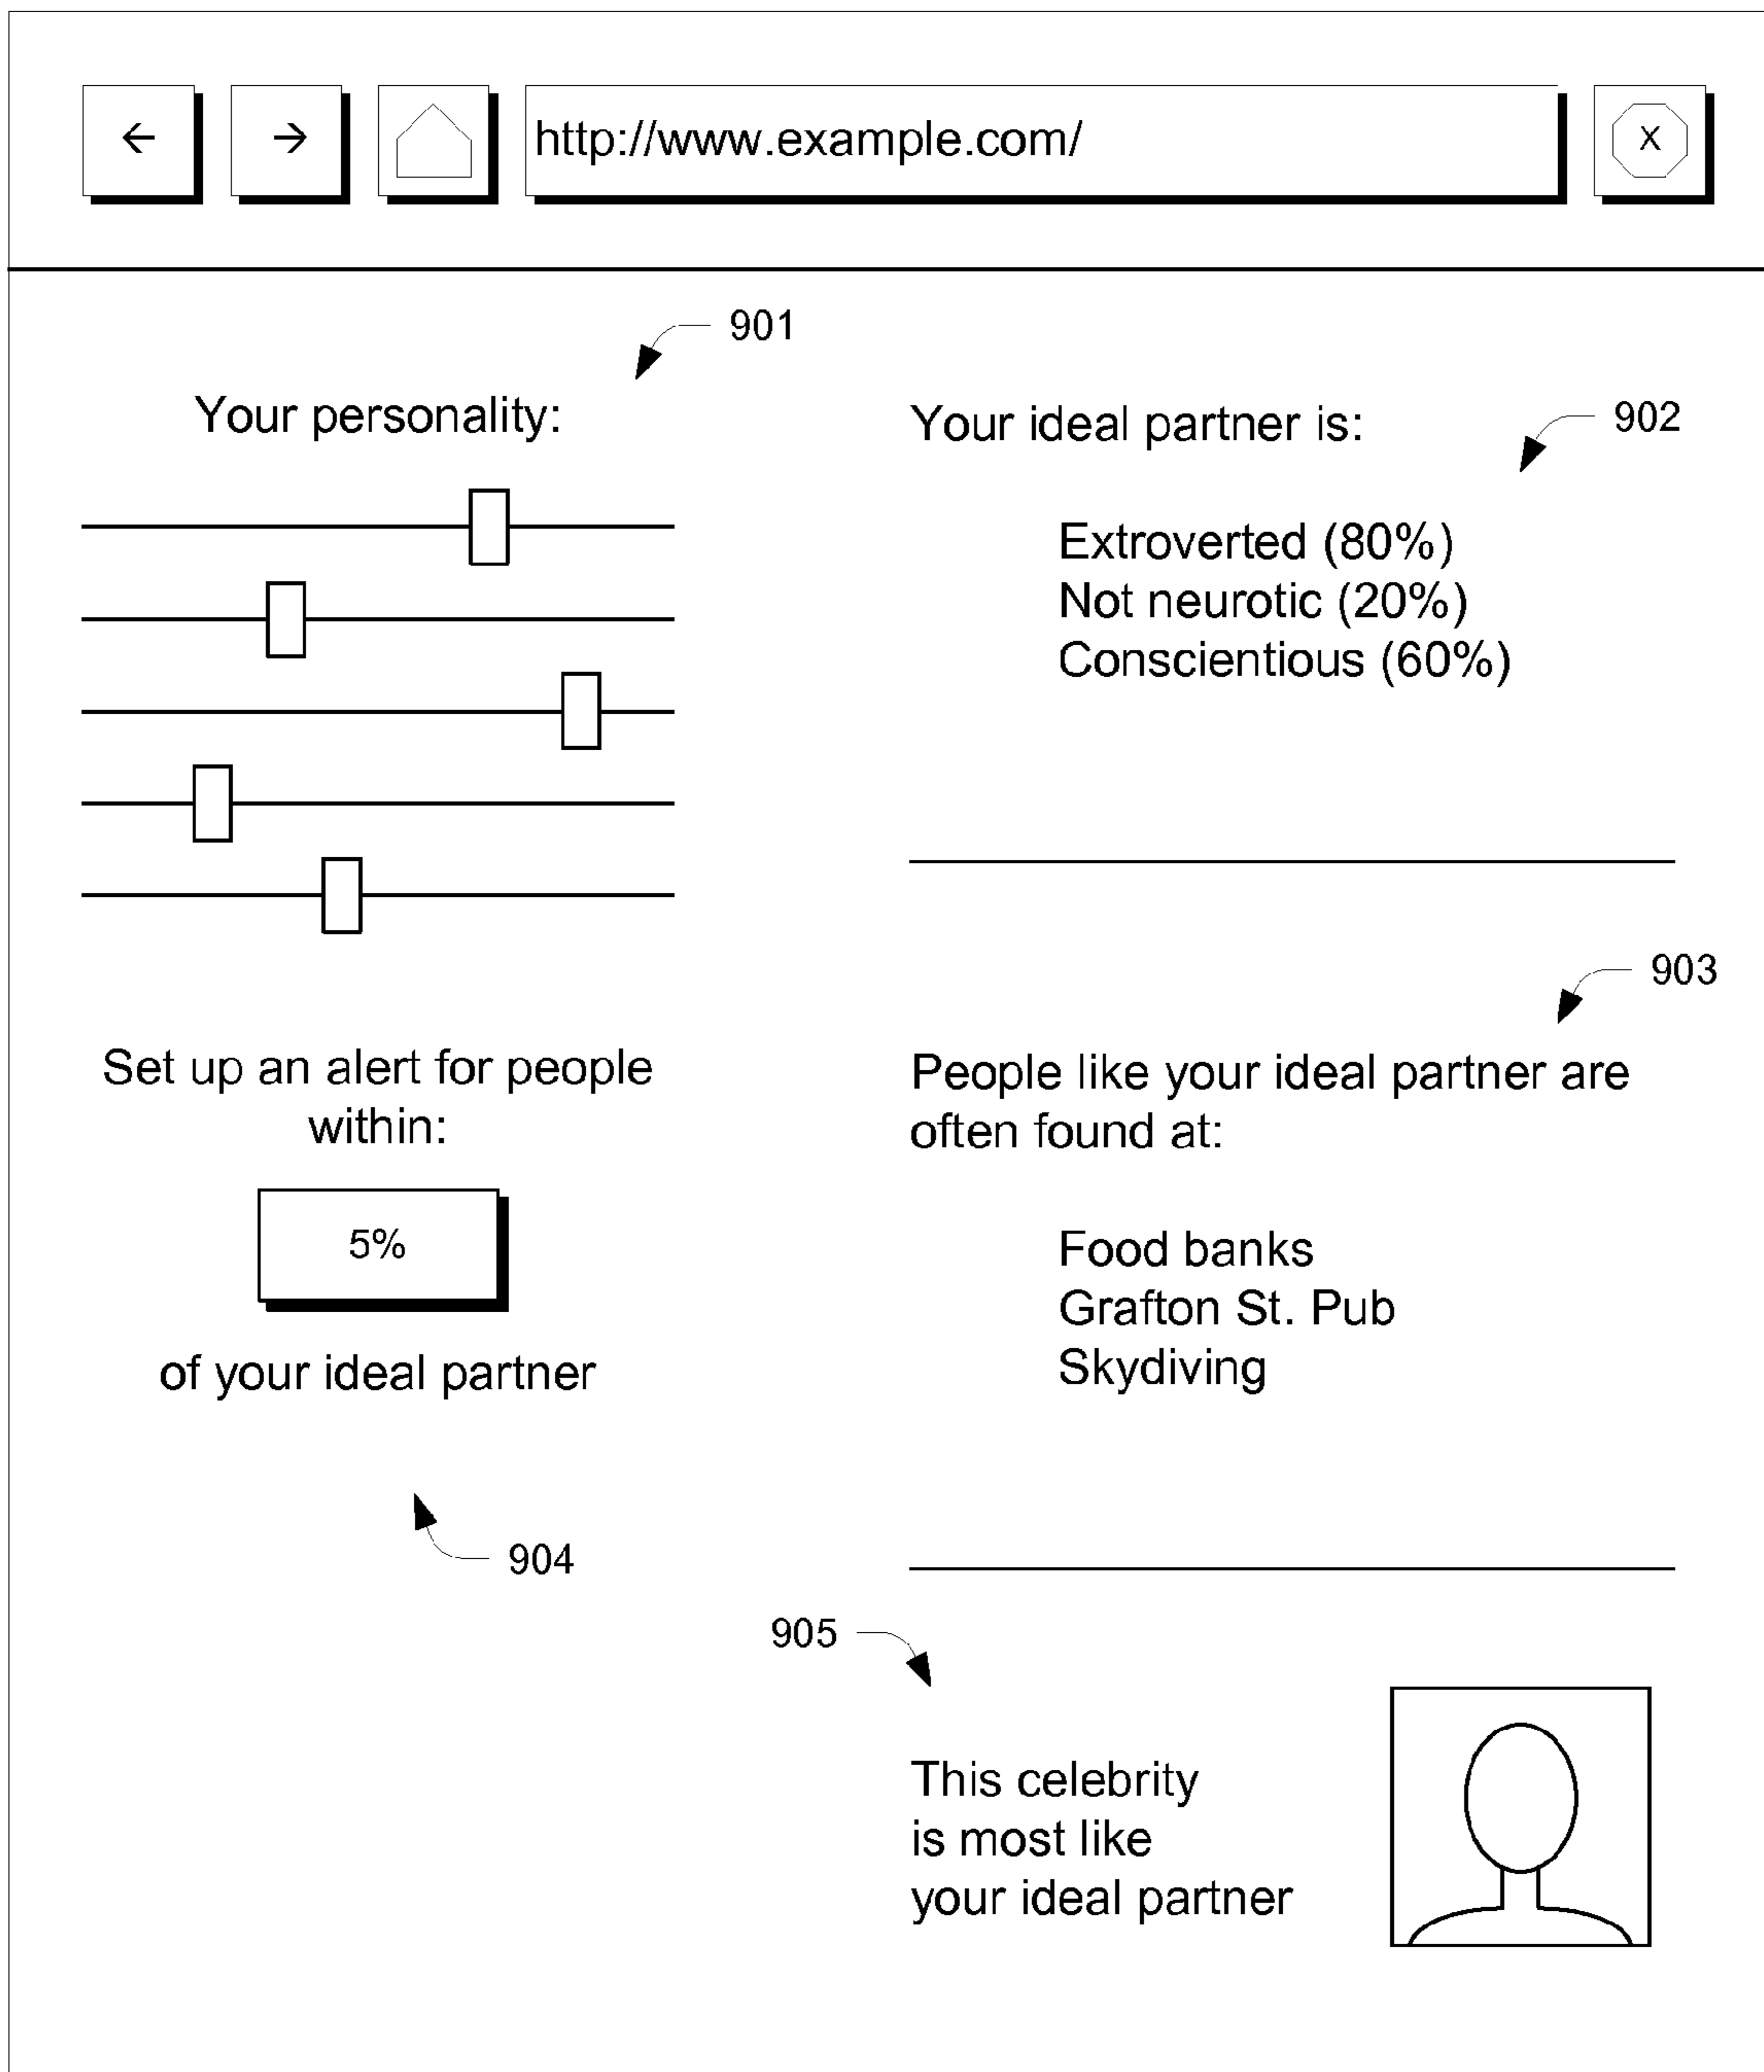 ← → http://www.example.com/ X
901
Your personality:
Set up an alert for people
within:
5%
of your ideal partner
904
902
Your ideal partner is:
Extroverted (80%)
Not neurotic (20%)
Conscientious (60%)
903
People like your ideal partner are
often found at:
Food banks
Grafton St. Pub
Skydiving
905
This celebrity
is most like
your ideal partner